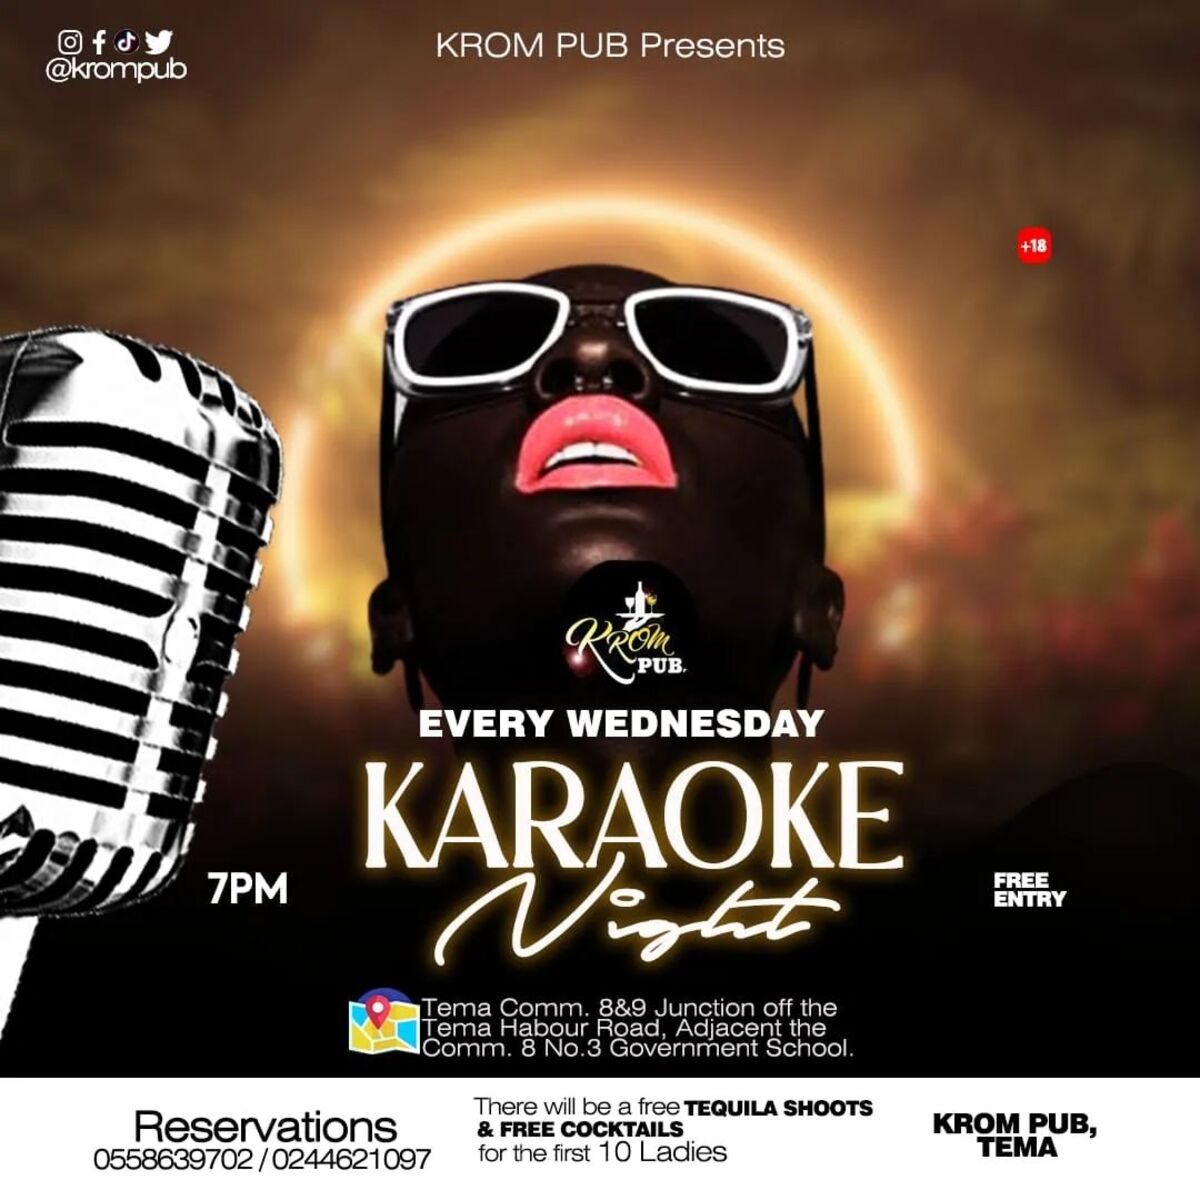 @krompub
KROM PUB Presents
+18
KROM
PUB.
EVERY WEDNESDAY
KARAOKE
Night
7PM
FREE
ENTRY
Tema Comm. 8&9 Junction off the
Tema Habour Road, Adjacent the
Comm. 8 No.3 Government School.
Reservations
0558639702 / 0244621097
There will be a free TEQUILA SHOOTS
& FREE COCKTAILS
for the first 10 Ladies
KROM PUB,
TEMA